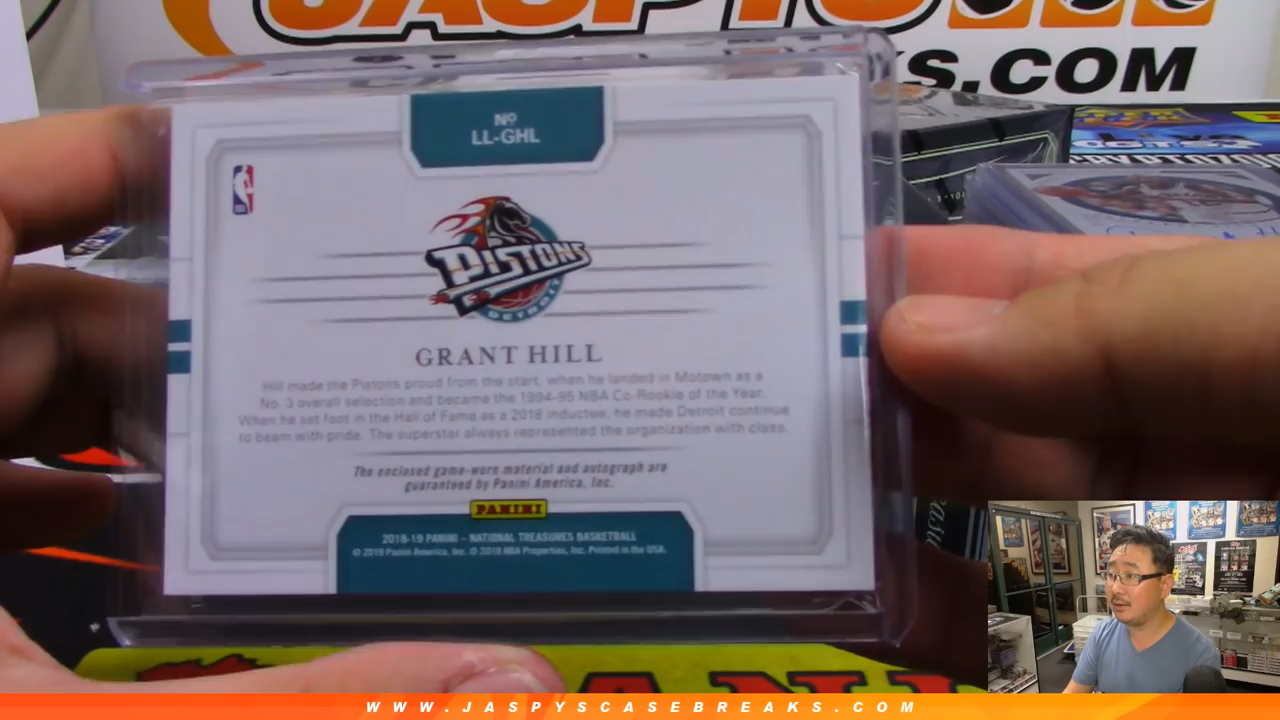 S.COM
Nº
LL-GHL
PISTONS
DETROIT
GRANT HILL
Hill made the Pistons proud from the start, when he landed in Motown as a
No. 3 overall selection and became the 1994-95 NBA Co-Rookie of the Year.
When he set foot in the Hall of Fame as a 2018 inductee, he made Detroit continue
to beam with pride. The superstar always represented the organization with class.
The enclosed game-worn material and autograph are
guaranteed by Panini America, Inc.
PANINI
2018-19 PANINI – NATIONAL TREASURES BASKETBALL
© 2019 Panini America, Inc. © 2019 NBA Properties, Inc. Printed in the USA.
WWW.JASPYSCASEBREAKS.COM